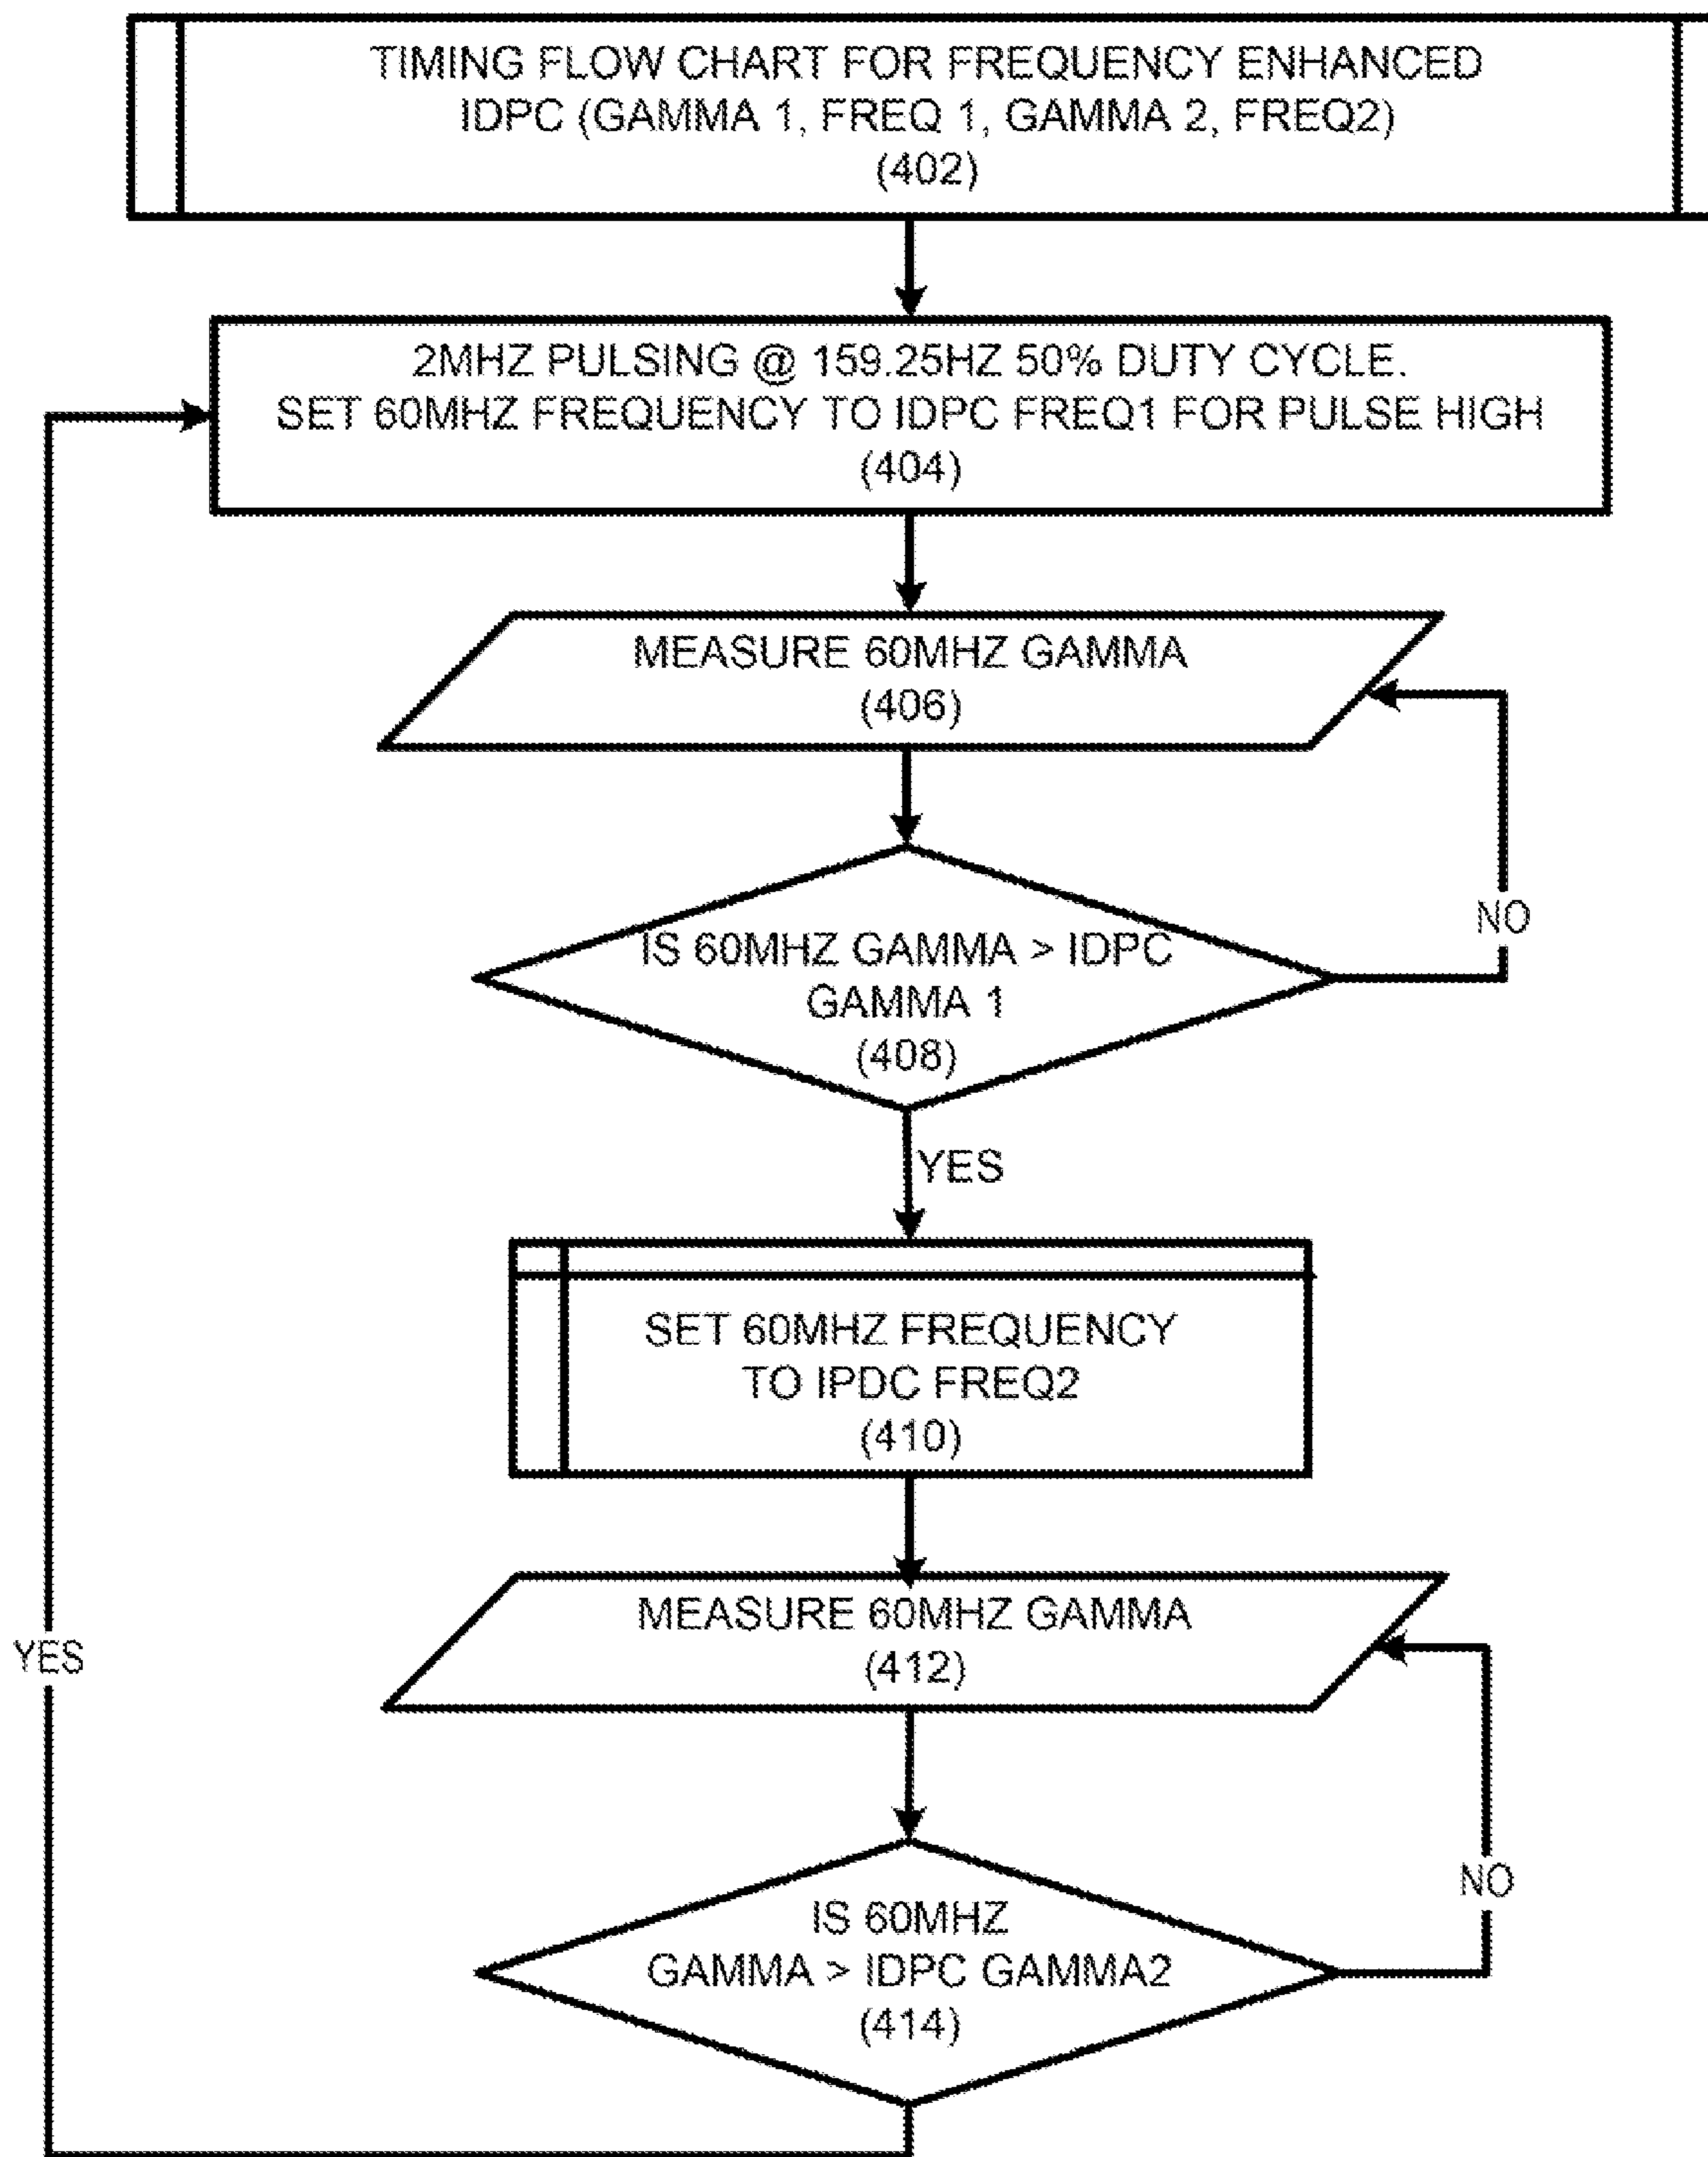 TIMING FLOW CHART FOR FREQUENCY ENHANCED
IDPC (GAMMA 1, FREQ 1, GAMMA 2, FREQ2)
(402)
2MHZ PULSING @ 159.25HZ 50% DUTY CYCLE.
SET 60MHZ FREQUENCY TO IDPC FREQ1 FOR PULSE HIGH
(404)
MEASURE 60MHZ GAMMA
(406)
NO
IS 60MHZ GAMMA > IDPC
GAMMA 1
(408)
YES
SET 60MHZ FREQUENCY
TO IPDC FREQ2
(410)
MEASURE 60MHZ GAMMA
(412)
YES
NO
IS 60MHZ
GAMMA > IDPC GAMMA2
(414)